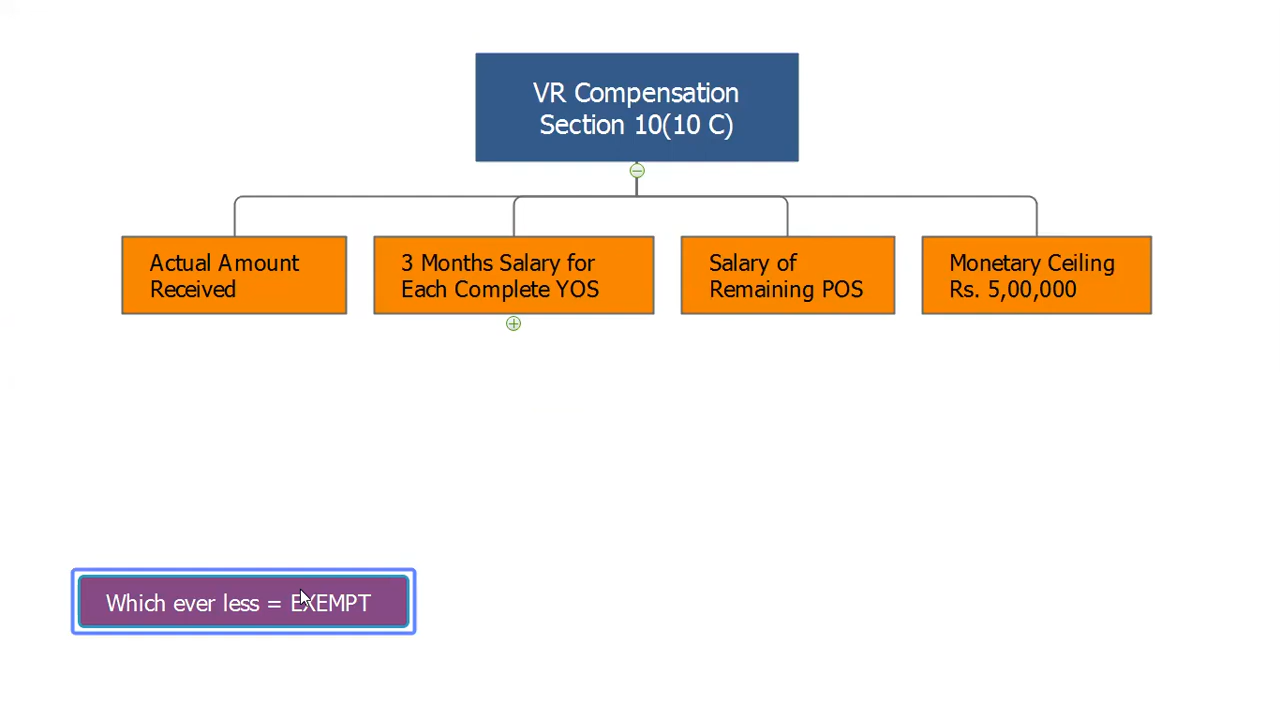 VR Compensation
Section 10(10 C)
Actual Amount
Received
3 Months Salary for
Each Complete YOS
Salary of
Remaining POS
Monetary Ceiling
Rs. 5,00,000
Which ever less = EXEMPT